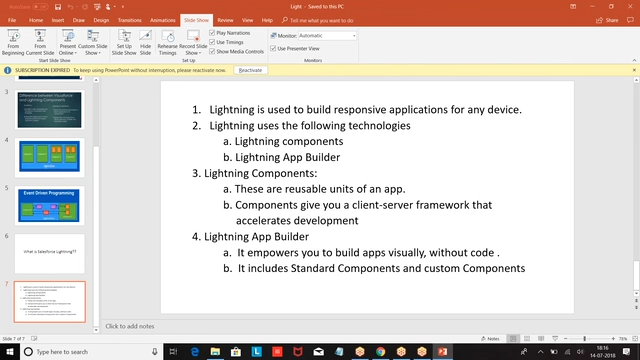 Light - Saved to this PC
File Home Insert Draw Design Transitions Animations Slide Show Review View Help Tell me what you want to do
Share
From Beginning
From Current Slide
Present Online
Custom Slide Show
Set Up Slide Show
Hide Slide
Rehearse Timings
Record Slide Show
Play Narrations
Use Timings
Show Media Controls
Monitor: Automatic
Use Presenter View
Start Slide Show
Set Up
Monitors
SUBSCRIPTION EXPIRED To keep using PowerPoint without interruption, please reactivate now. Reactivate
3
Difference between Visualforce and Lightning Components
4
5
Event Driven Programming
6
What is Salesforce Lightning??
7
1. Lightning is used to build responsive applications for any device.
2. Lightning uses the following technologies
a. Lightning components
b. Lightning App Builder
3. Lightning Components:
a. These are reusable units of an app.
b. Components give you a client-server framework that
accelerates development
4. Lightning App Builder
a. It empowers you to build apps visually, without code .
b. It includes Standard Components and custom Components
Click to add notes
Slide 7 of 7
Notes
76%
Type here to search
18:16
14-07-2018